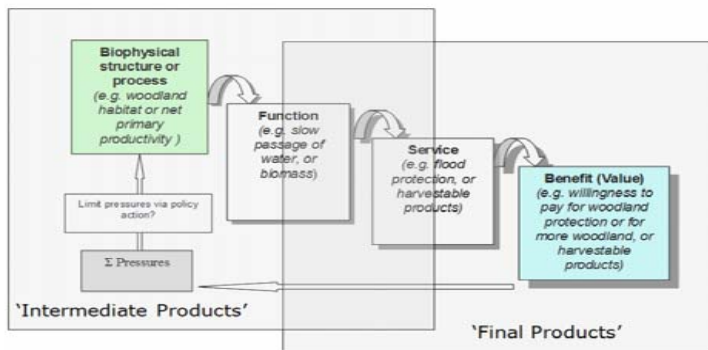 Biophysical
structure or
process
(e.g. woodland
habitat or net
primary
productivity )
Function
(e.g. slow
passage of
water, or
biomass)
Service
(e.g. flood
protection, or
harvestable
products)
Benefit (Value)
(e.g. willingness to
pay for woodland
protection or for
more woodland, or
harvestable
products)
Limit pressures via policy
action?
Σ Pressures
‘Intermediate Products’
‘Final Products’